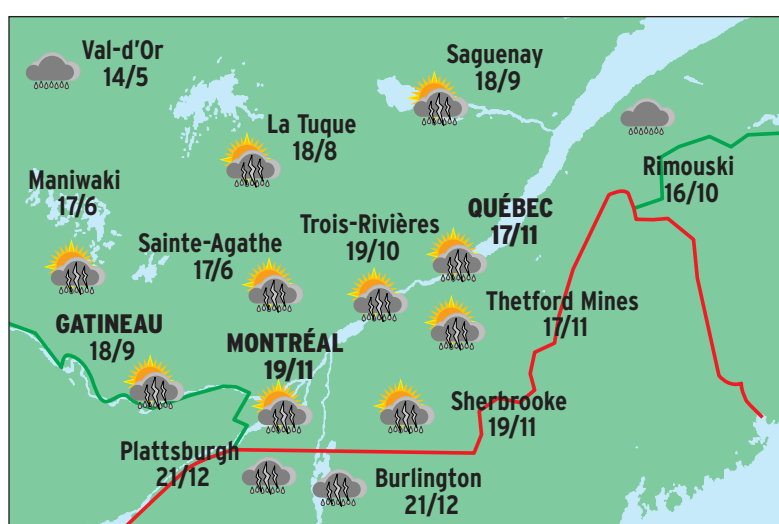 Val-d'Or
14/5
Saguenay
18/9
La Tuque
18/8
Rimouski
16/10
Maniwaki
17/6
Sainte-Agathe
17/6
Trois-Rivières
19/10
QUÉBEC
17/11
Thetford Mines
17/11
GATINEAU
18/9
MONTRÉAL
19/11
Sherbrooke
19/11
Plattsburgh
21/12
Burlington
21/12